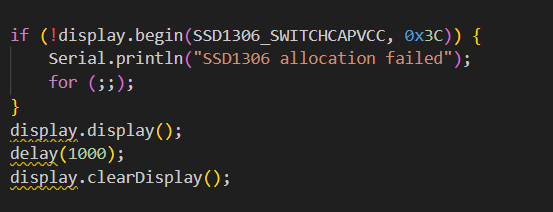 if (!display.begin(SSD1306_SWITCHCAPVCC, 0x3C)) {
    Serial.println("SSD1306 allocation failed");
    for (;;);
}
display.display();
delay(1000);
display.clearDisplay();